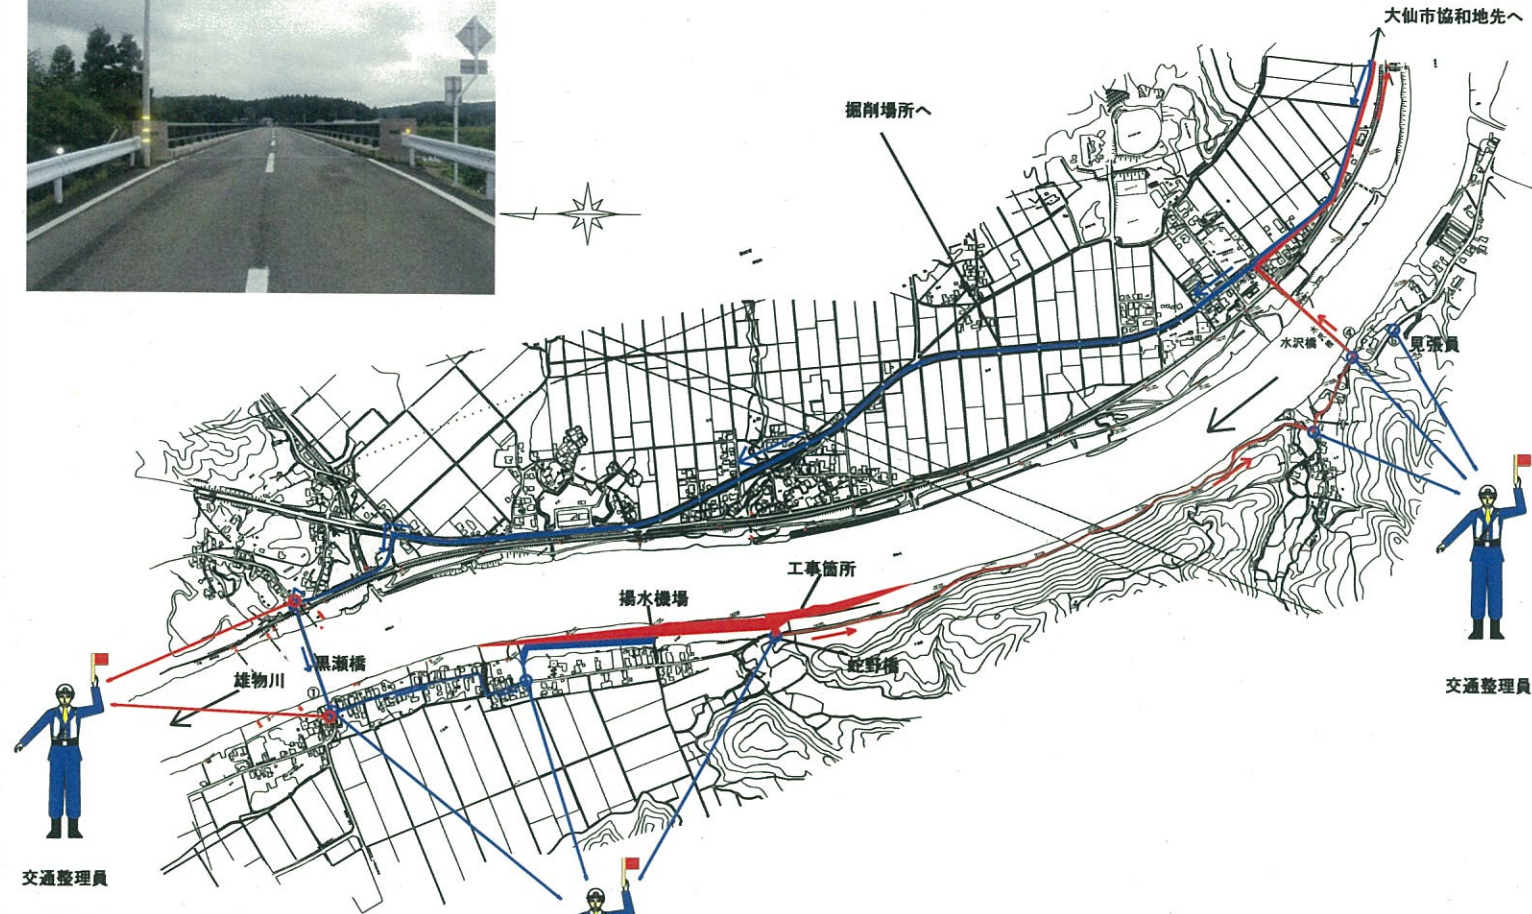 大仙市協和地先へ
掘削場所へ
水沢橋
④
見張員
工事箇所
揚水機場
蛇野橋
黒瀬橋
雄物川
①
交通整理員
交通整理員